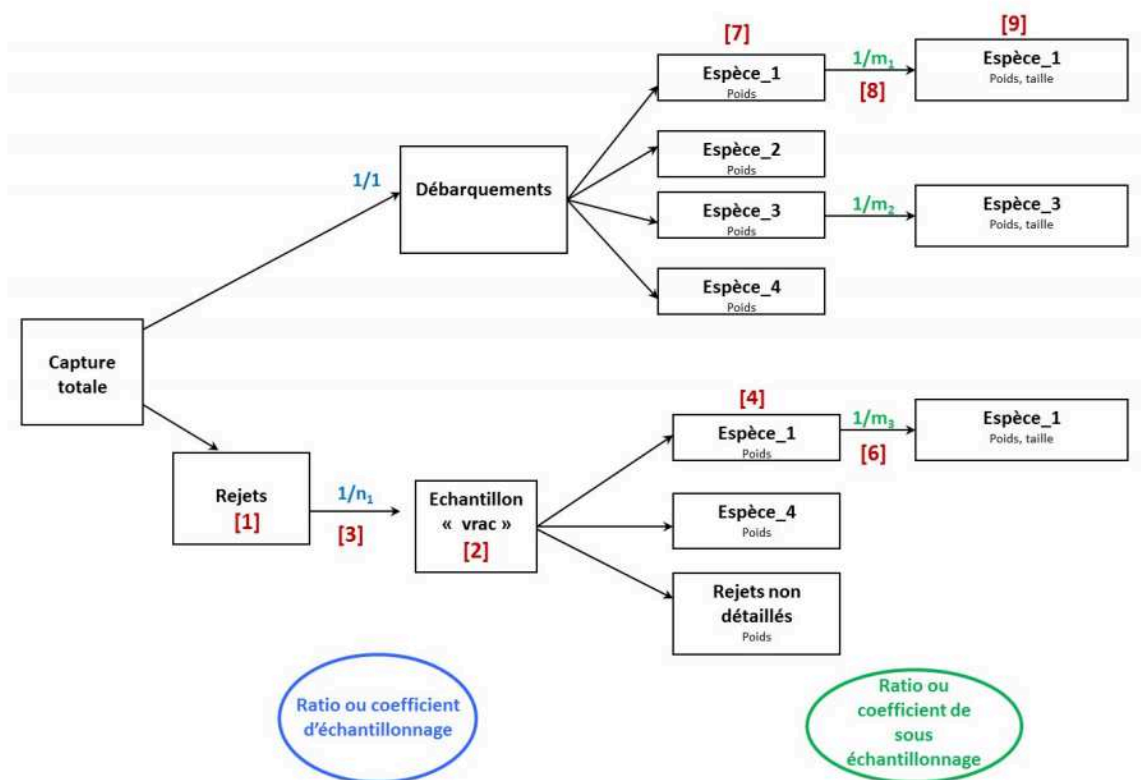 [7]
[9]
Espèce_1
Poids
1/m₁
[8]
Espèce_1
Poids, taille
Espèce_2
Poids
1/1
Débarquements
Espèce_3
Poids
1/m₂
Espèce_3
Poids, taille
Espèce_4
Poids
Capture
totale
[4]
Espèce_1
Poids
1/m₃
[6]
Espèce_1
Poids, taille
Rejets
[1]
1/n₁
[3]
Echantillon
« vrac »
[2]
Espèce_4
Poids
Rejets non
détaillés
Poids
Ratio ou coefficient
d'échantillonnage
Ratio ou
coefficient de
sous
échantillonnage